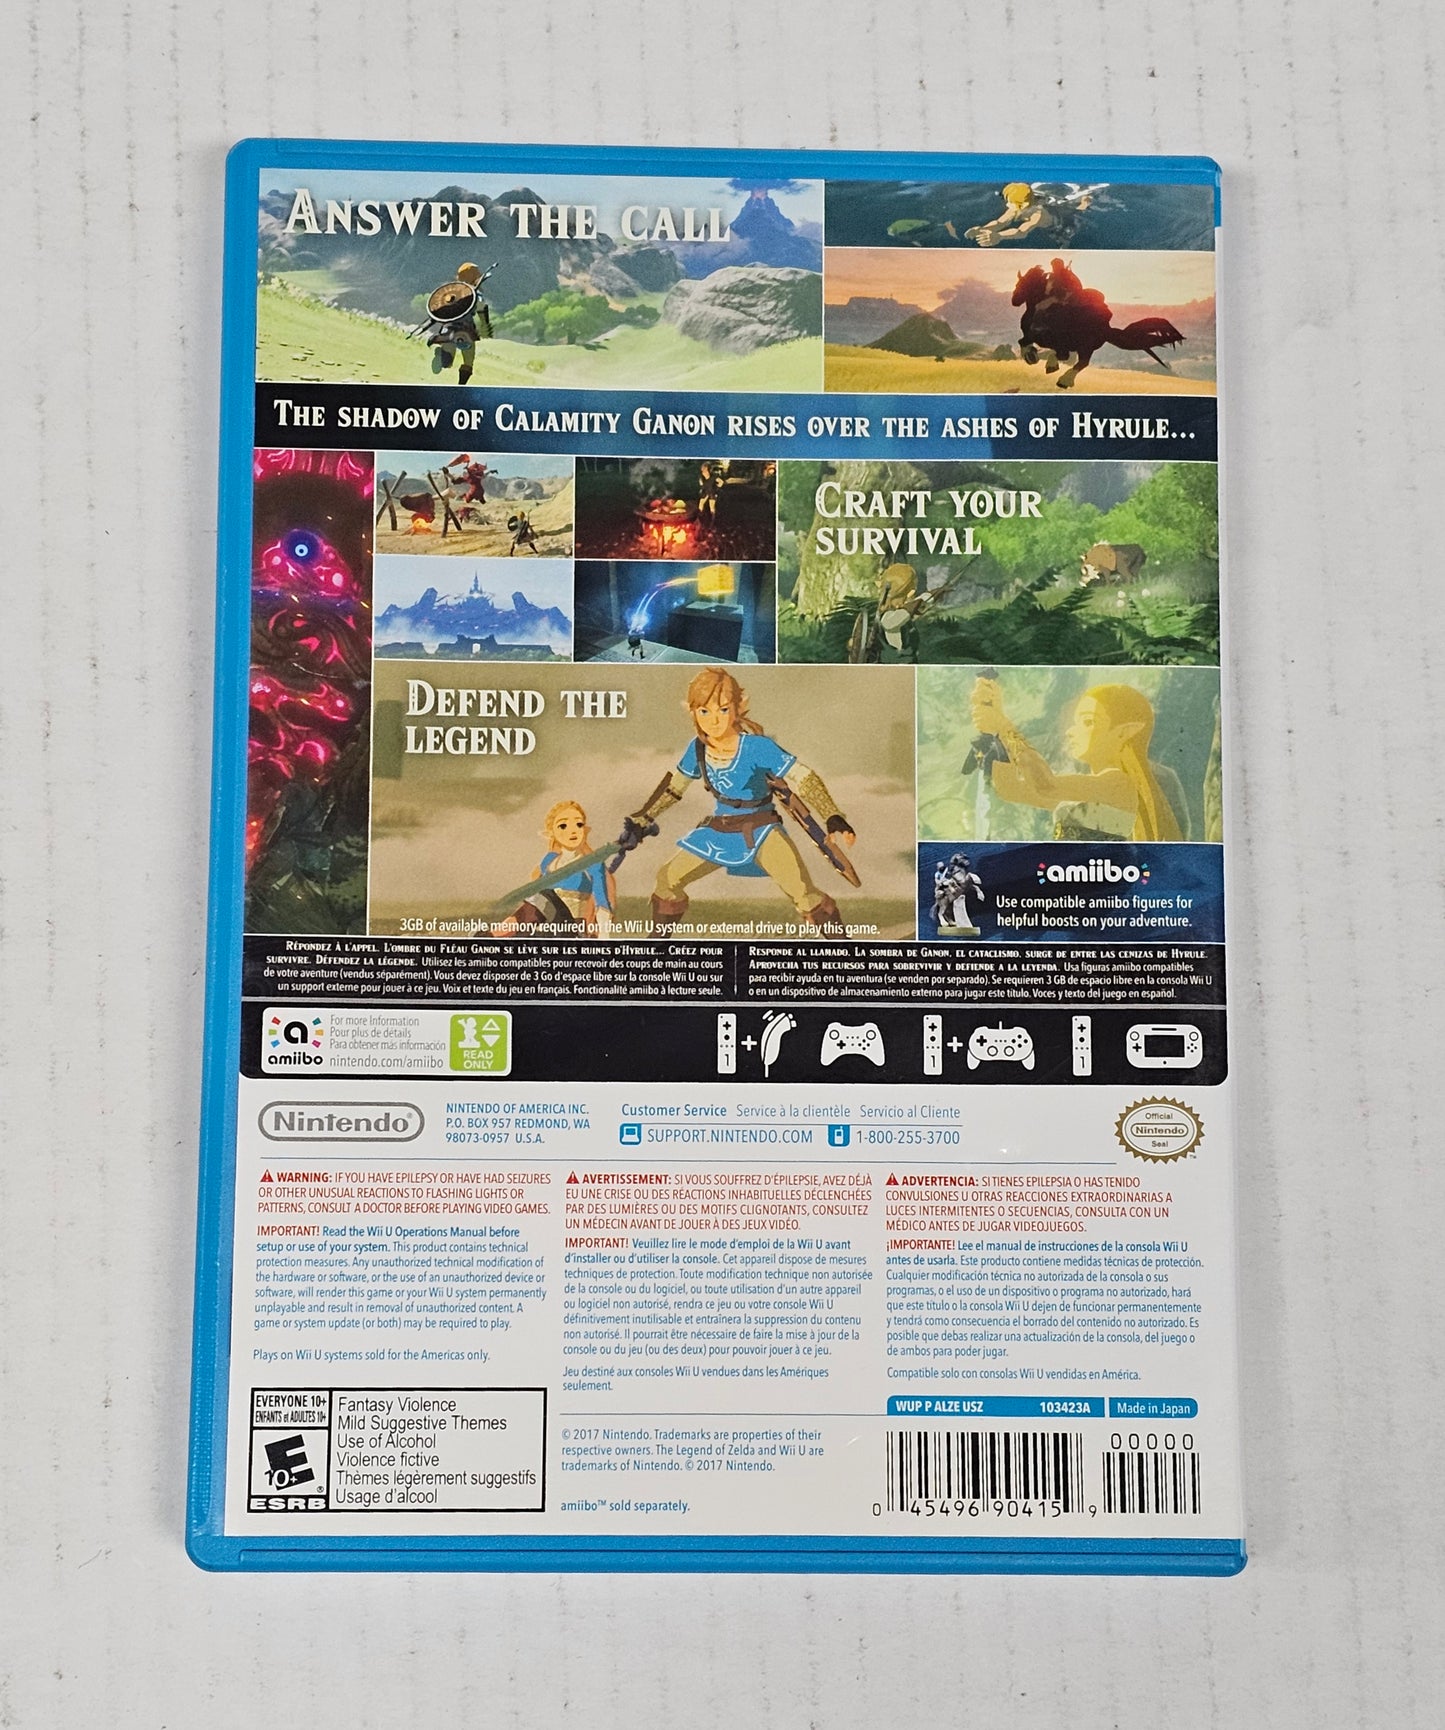 ANSWER THE CALL
THE SHADOW OF CALAMITY GANON RISES OVER THE ASHES OF HYRULE...
CRAFT YOUR
SURVIVAL
DEFEND THE
LEGEND
amiibo
Use compatible amiibo figures for
helpful boosts on your adventure.
3GB of available memory required on the Wii U system or external drive to play this game.
RÉPONDEZ À L'APPEL. L'OMBRE DU FLÉAU GANON SE LÈVE SUR LES RUINES D'HYRULE... CRÉEZ POUR
SURVIVRE. DÉFENDEZ LA LÉGENDE. Utilisez les amiibo compatibles pour recevoir des coups de main au cours
de votre aventure (vendus séparément). Vous devez disposer de 3 Go d'espace libre sur la console Wii U ou sur
un support externe pour jouer à ce jeu. Voix et texte du jeu en français. Fonctionalité amiibo à lecture seule.
RESPONDE AL LLAMADO. LA SOMBRA DE GANON, EL CATACLISMO, SURGE DE ENTRE LAS CENIZAS DE HYRULE.
APROVECHA TUS RECURSOS PARA SOBREVIVIR Y DEFIENDE A LA LEYENDA. Usa figuras amiibo compatibles
para recibir ayuda en tu aventura (se venden por separado). Se requieren 3 GB de espacio libre en la consola Wii U
o en un dispositivo de almacenamiento externo para jugar este título. Voces y texto del juego en español.
a
amiibo
For more Information
Pour plus de détails
Para obtener más información
nintendo.com/amiibo
READ
ONLY
1 +
1 +
1
Nintendo®
NINTENDO OF AMERICA INC.
P.O. BOX 957 REDMOND, WA
98073-0957 U.S.A.
Customer Service Service à la clientèle Servicio al Cliente
SUPPORT.NINTENDO.COM 1-800-255-3700
Official
Nintendo
Seal
™
WARNING: IF YOU HAVE EPILEPSY OR HAVE HAD SEIZURES
OR OTHER UNUSUAL REACTIONS TO FLASHING LIGHTS OR
PATTERNS, CONSULT A DOCTOR BEFORE PLAYING VIDEO GAMES.
IMPORTANT! Read the Wii U Operations Manual before
setup or use of your system. This product contains technical
protection measures. Any unauthorized technical modification of
the hardware or software, or the use of an unauthorized device or
software, will render this game or your Wii U system permanently
unplayable and result in removal of unauthorized content. A
game or system update (or both) may be required to play.
Plays on Wii U systems sold for the Americas only.
AVERTISSEMENT: SI VOUS SOUFFREZ D'ÉPILEPSIE, AVEZ DÉJÀ
EU UNE CRISE OU DES RÉACTIONS INHABITUELLES DÉCLENCHÉES
PAR DES LUMIÈRES OU DES MOTIFS CLIGNOTANTS, CONSULTEZ
UN MÉDECIN AVANT DE JOUER À DES JEUX VIDÉO.
IMPORTANT! Veuillez lire le mode d'emploi de la Wii U avant
d'installer ou d'utiliser la console. Cet appareil dispose de mesures
techniques de protection. Toute modification technique non autorisée
de la console ou du logiciel, ou toute utilisation d'un autre appareil
ou logiciel non autorisé, rendra ce jeu ou votre console Wii U
définitivement inutilisable et entraînera la suppression du contenu
non autorisé. Il pourrait être nécessaire de faire la mise à jour de la
console ou du jeu (ou des deux) pour pouvoir jouer à ce jeu.
Jeu destiné aux consoles Wii U vendues dans les Amériques
seulement.
ADVERTENCIA: SI TIENES EPILEPSIA O HAS TENIDO
CONVULSIONES U OTRAS REACCIONES EXTRAORDINARIAS A
LUCES INTERMITENTES O SECUENCIAS, CONSULTA CON UN
MÉDICO ANTES DE JUGAR VIDEOJUEGOS.
¡IMPORTANTE! Lee el manual de instrucciones de la consola Wii U
antes de usarla. Este producto contiene medidas técnicas de protección.
Cualquier modificación técnica no autorizada de la consola o sus
programas, o el uso de un dispositivo o programa no autorizado, hará
que este título o la consola Wii U dejen de funcionar permanentemente
y tendrá como consecuencia el borrado del contenido no autorizado. Es
posible que debas realizar una actualización de la consola, del juego o
de ambos para poder jugar.
Compatible solo con consolas Wii U vendidas en América.
EVERYONE 10+
ENFANTS et ADULTES 10+
E
10+
®
ESRB
Fantasy Violence
Mild Suggestive Themes
Use of Alcohol
Violence fictive
Thèmes légèrement suggestifs
Usage d'alcool
© 2017 Nintendo. Trademarks are properties of their
respective owners. The Legend of Zelda and Wii U are
trademarks of Nintendo. © 2017 Nintendo.
amiibo™ sold separately.
WUP P ALZE USZ 103423A Made in Japan
00000
0 45496 90415 9